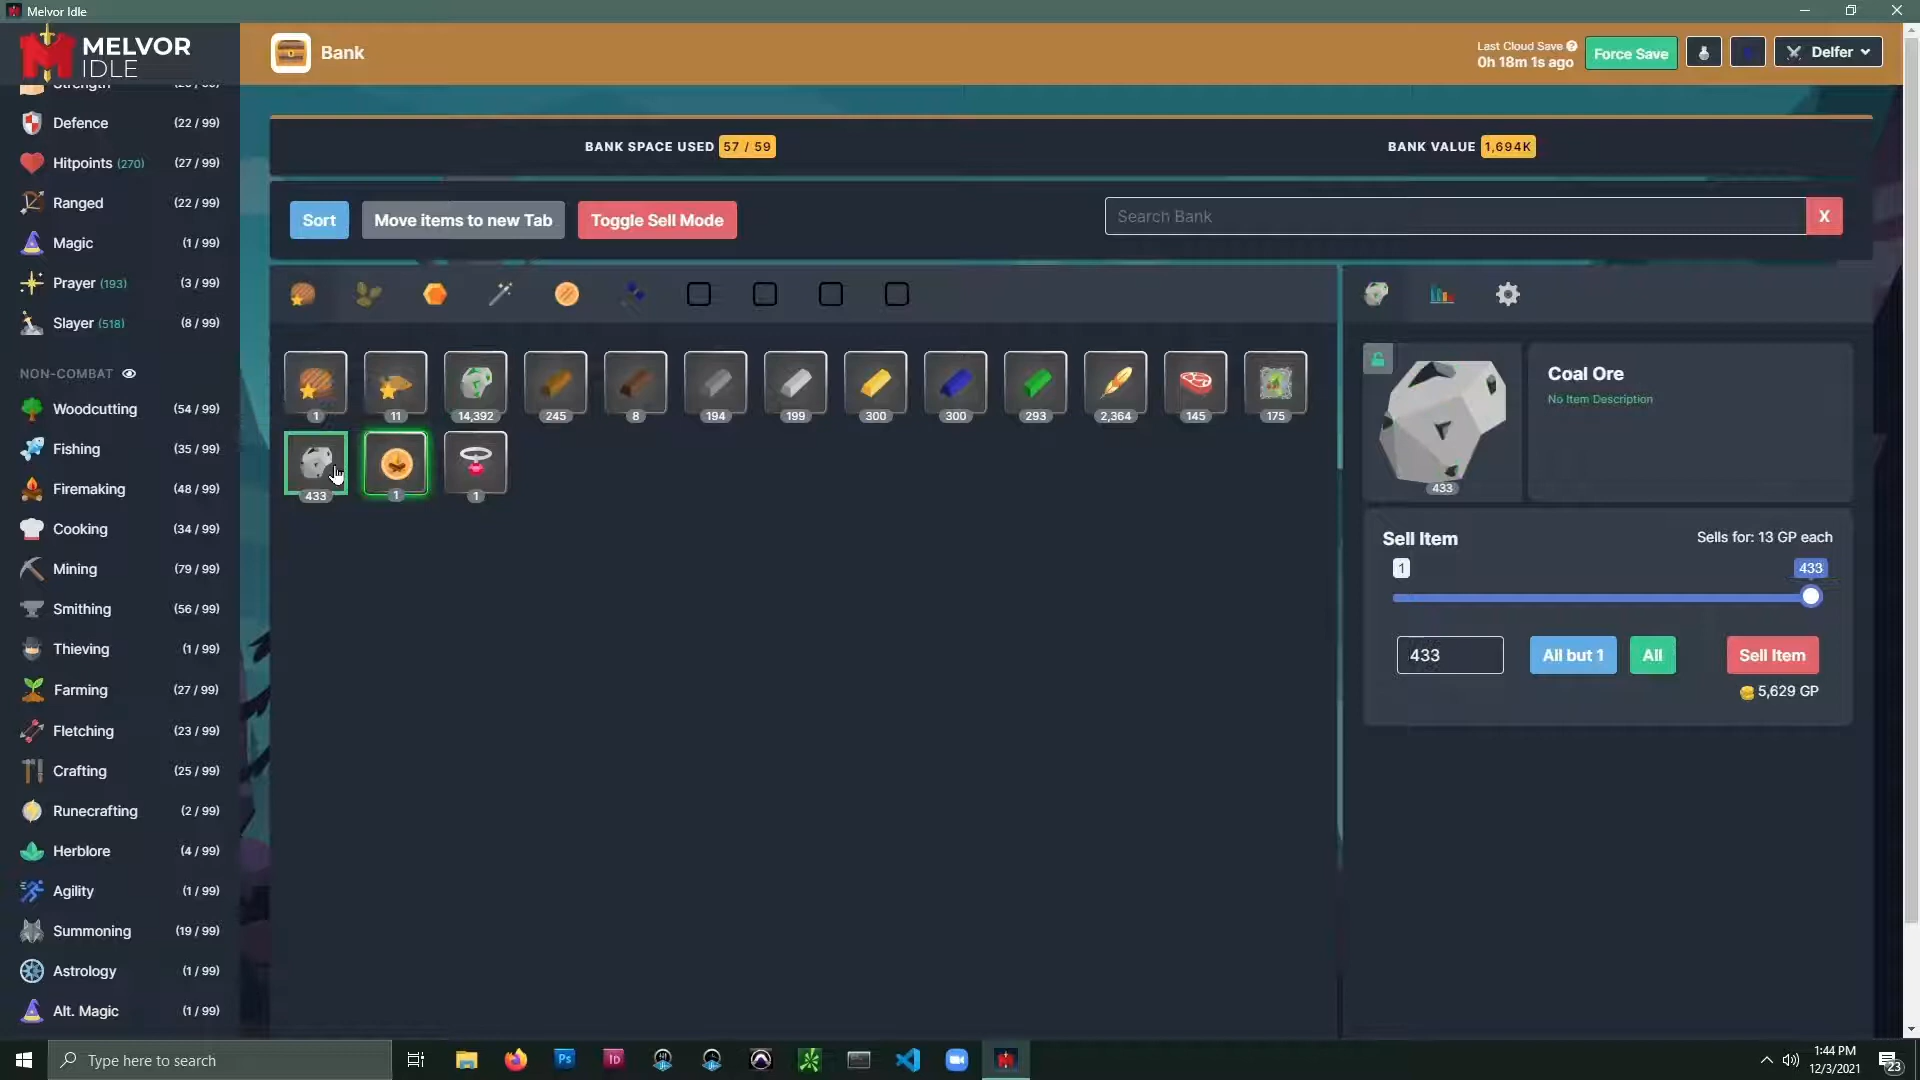 Melvor Idle
MELVOR
IDLE
Bank
Last Cloud Save
0h 18m 1s ago
Force Save
Delfer
Strength
Defence (22 / 99)
Hitpoints (270) (27 / 99)
Ranged (22 / 99)
Magic (1 / 99)
Prayer (193) (3 / 99)
Slayer (518) (8 / 99)
NON-COMBAT
Woodcutting (54 / 99)
Fishing (35 / 99)
Firemaking (48 / 99)
Cooking (34 / 99)
Mining (79 / 99)
Smithing (56 / 99)
Thieving (1 / 99)
Farming (27 / 99)
Fletching (23 / 99)
Crafting (25 / 99)
Runecrafting (2 / 99)
Herblore (4 / 99)
Agility (1 / 99)
Summoning (19 / 99)
Astrology (1 / 99)
Alt. Magic (1 / 99)
BANK SPACE USED 57 / 59
BANK VALUE 1,694K
Sort
Move items to new Tab
Toggle Sell Mode
Search Bank
X
1 11 14,392 245 8 194 199 300 300 293 2,364 145 175
433 1 1
433
Coal Ore
No Item Description
Sell Item
Sells for: 13 GP each
1 433
433
All but 1
All
Sell Item
5,629 GP
Type here to search
Ps
ID
1:44 PM
12/3/2021
23